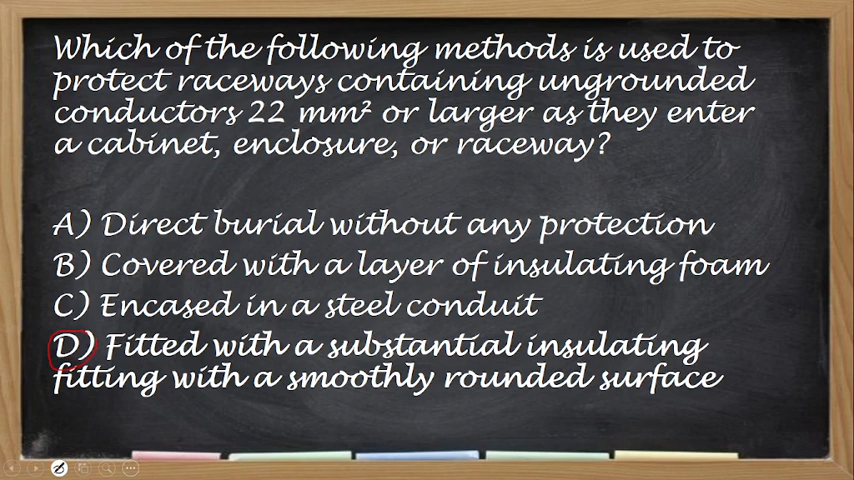 Which of the following methods is used to
protect raceways containing ungrounded
conductors 22 mm² or larger as they enter
a cabinet, enclosure, or raceway?
A) Direct burial without any protection
B) Covered with a layer of insulating foam
C) Encased in a steel conduit
D) Fitted with a substantial insulating
fitting with a smoothly rounded surface